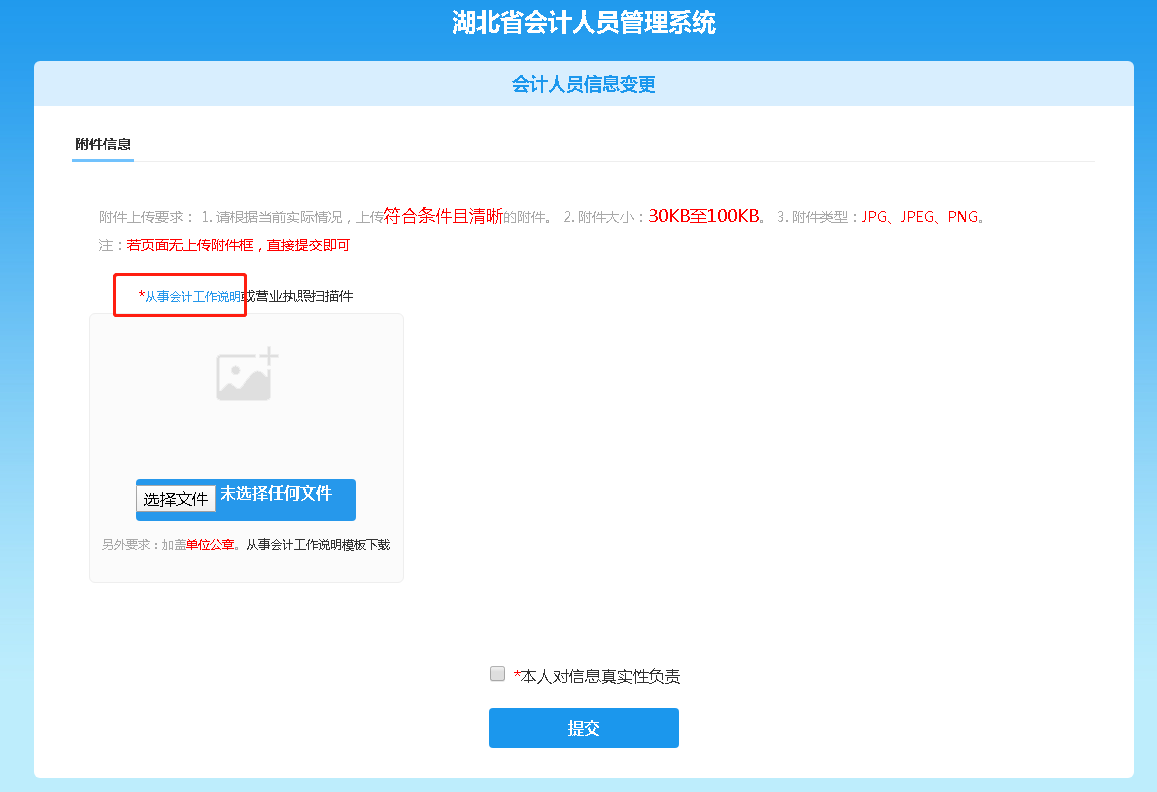 湖北省会计人员管理系统
会计人员信息变更
附件信息
附件上传要求： 1. 请根据当前实际情况，上传符合条件且清晰的附件。 2. 附件大小：30KB至100KB。 3. 附件类型：JPG、JPEG、PNG。
注：若页面无上传附件框，直接提交即可
*从事会计工作说明或营业执照扫描件
选择文件 未选择任何文件
另外要求：加盖单位公章。从事会计工作说明模板下载
*本人对信息真实性负责
提交